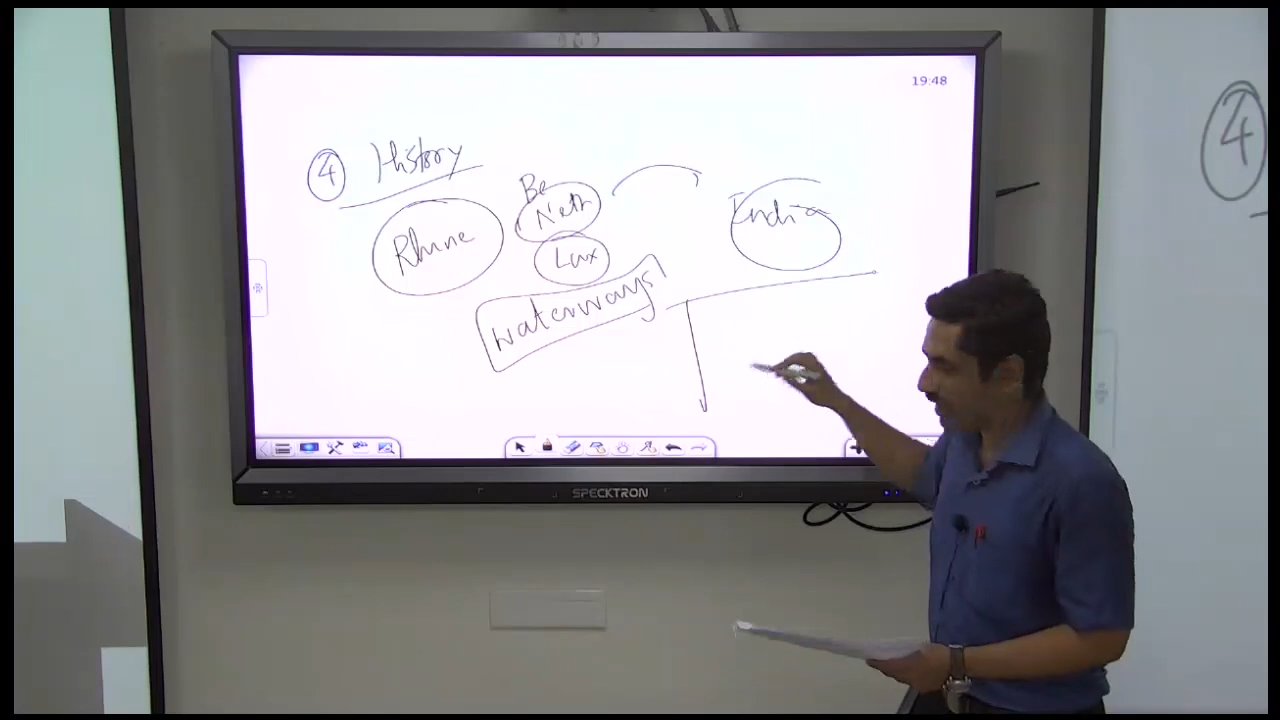 19:48
4 History
Be
Rhine Neth India
Lux
waterways
SPECKTRON
4